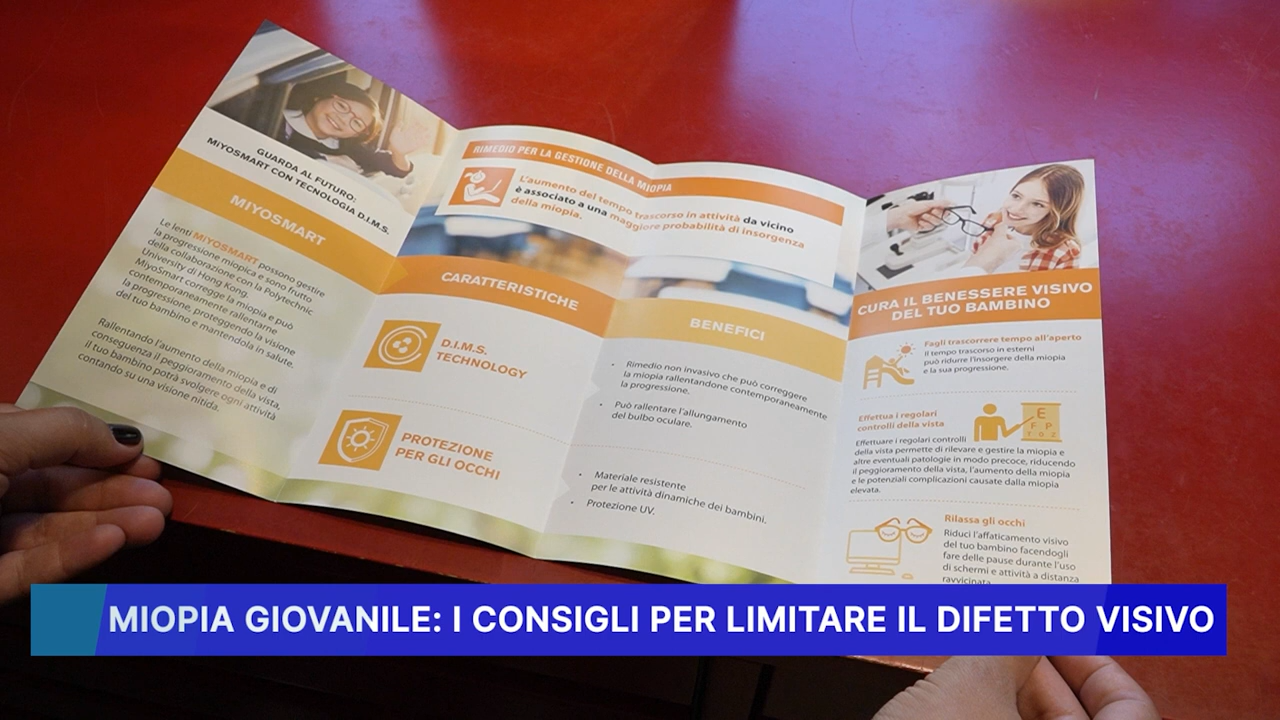 GUARDA AL FUTURO:
MIYOSMART CON TECNOLOGIA D.I.M.S.
MIYOSMART
Le lenti MIYOSMART possono gestire
la progressione miopica e sono frutto
della collaborazione con la Polytechnic
University di Hong Kong.
MiyoSmart corregge la miopia e può
contemporaneamente rallentarne
la progressione, proteggendo la visione
del tuo bambino e mantendola in salute.
Rallentando l'aumento della miopia e di
conseguenza il peggioramento della vista,
il tuo bambino potrà svolgere ogni attività
contando su una visione nitida.
RIMEDIO PER LA GESTIONE DELLA MIOPIA
L'aumento del tempo trascorso in attività da vicino
è associato a una maggiore probabilità di insorgenza
della miopia.
CARATTERISTICHE
D.I.M.S.
TECHNOLOGY
PROTEZIONE
PER GLI OCCHI
BENEFICI
• Rimedio non invasivo che può correggere
la miopia rallentandone contemporaneamente
la progressione.
• Può rallentare l'allungamento
del bulbo oculare.
• Materiale resistente
per le attività dinamiche dei bambini.
• Protezione UV.
CURA IL BENESSERE VISIVO
DEL TUO BAMBINO
Fagli trascorrere tempo all'aperto
Il tempo trascorso in esterni
può ridurre l'insorgere della miopia
e la sua progressione.
Effettua i regolari
controlli della vista
E
F P
T O Z
Effettuare i regolari controlli
della vista permette di rilevare e gestire la miopia e
altre eventuali patologie in modo precoce, riducendo
il peggioramento della vista, l'aumento della miopia
e le potenziali complicazioni causate dalla miopia
elevata.
Rilassa gli occhi
Riduci l'affaticamento visivo
del tuo bambino facendogli
fare delle pause durante l'uso
di schermi e attività a distanza
ravvicinata.
MIOPIA GIOVANILE: I CONSIGLI PER LIMITARE IL DIFETTO VISIVO